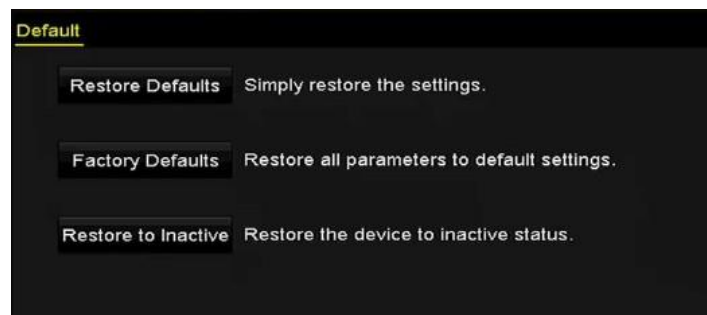 Default
Restore Defaults Simply restore the settings.
Factory Defaults Restore all parameters to default settings.
Restore to Inactive Restore the device to inactive status.